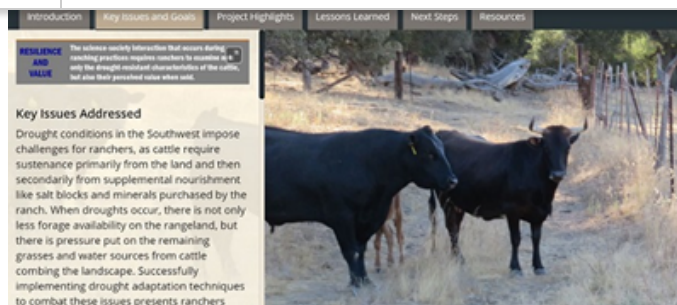 Introduction
Key Issues and Goals
Project Highlights
Lessons Learned
Next Steps
Resources
RESILIENCE
AND
VALUE
The science-society interaction that occurs during
ranching practices requires ranchers to examine not
only the drought-resistant characteristics of the cattle,
but also their perceived value when sold.
Key Issues Addressed
Drought conditions in the Southwest impose
challenges for ranchers, as cattle require
sustenance primarily from the land and then
secondarily from supplemental nourishment
like salt blocks and minerals purchased by the
ranch. When droughts occur, there is not only
less forage availability on the rangeland, but
there is pressure put on the remaining
grasses and water sources from cattle
combing the landscape. Successfully
implementing drought adaptation techniques
to combat these issues presents ranchers